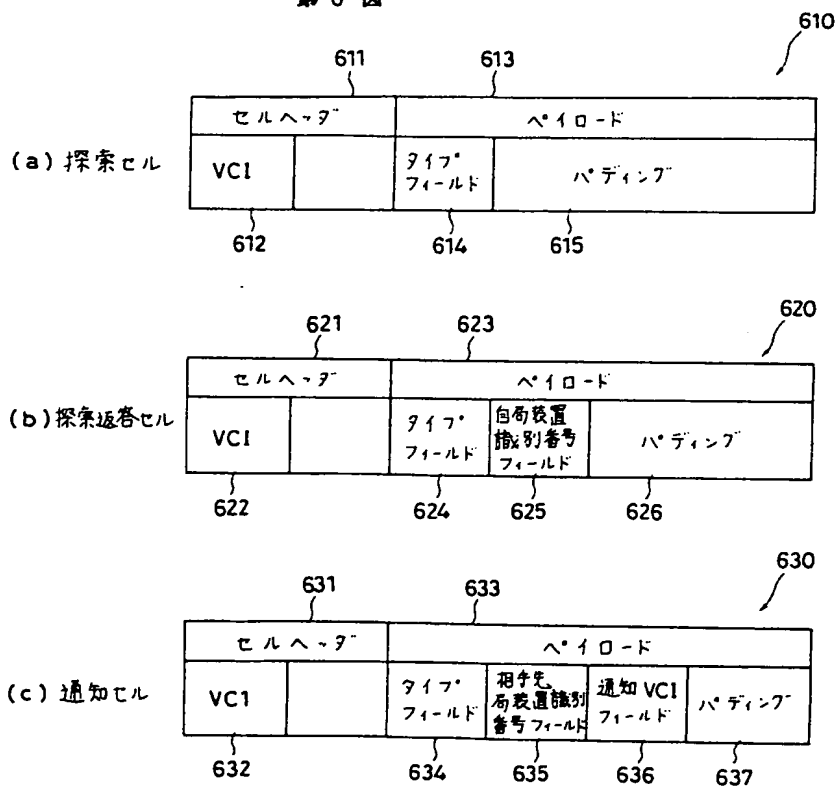 610
611
613
セルヘッダ
ペイロード
(a)探索セル
VCI
タイプ
フィールド
パディング
612
614
615
620
621
623
セルヘッダ
ペイロード
(b)探索返答セル
VCI
タイプ
フィールド
自局装置
識別番号
フィールド
パディング
622
624
625
626
630
631
633
セルヘッダ
ペイロード
(c)通知セル
VC1
タイプ
フィールド
相手先
局装置識別
番号フィールド
通知VCI
フィールド
パディング
632
634
635
636
637